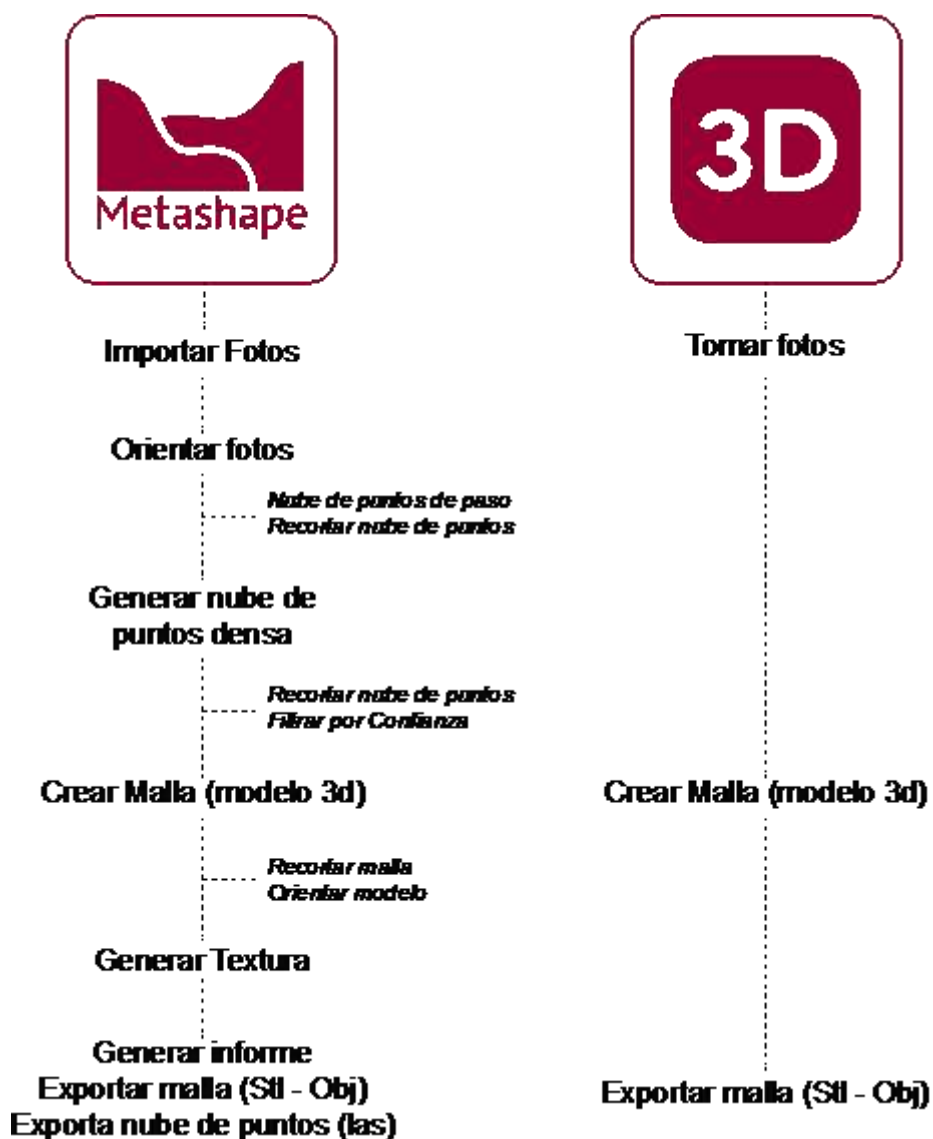 Metashape
Importar Fotos
Orientar fotos
Nube de puntos de paso
Recortar nube de puntos
Generar nube de
puntos densa
Recortar nube de puntos
Filtrar por Confianza
Crear Malla (modelo 3d)
Recortar malla
Orientar modelo
Generar Textura
Generar informe
Exportar malla (Stl - Obj)
Exporta nube de puntos (las)
3D
Tomar fotos
Crear Malla (modelo 3d)
Exportar malla (Stl - Obj)